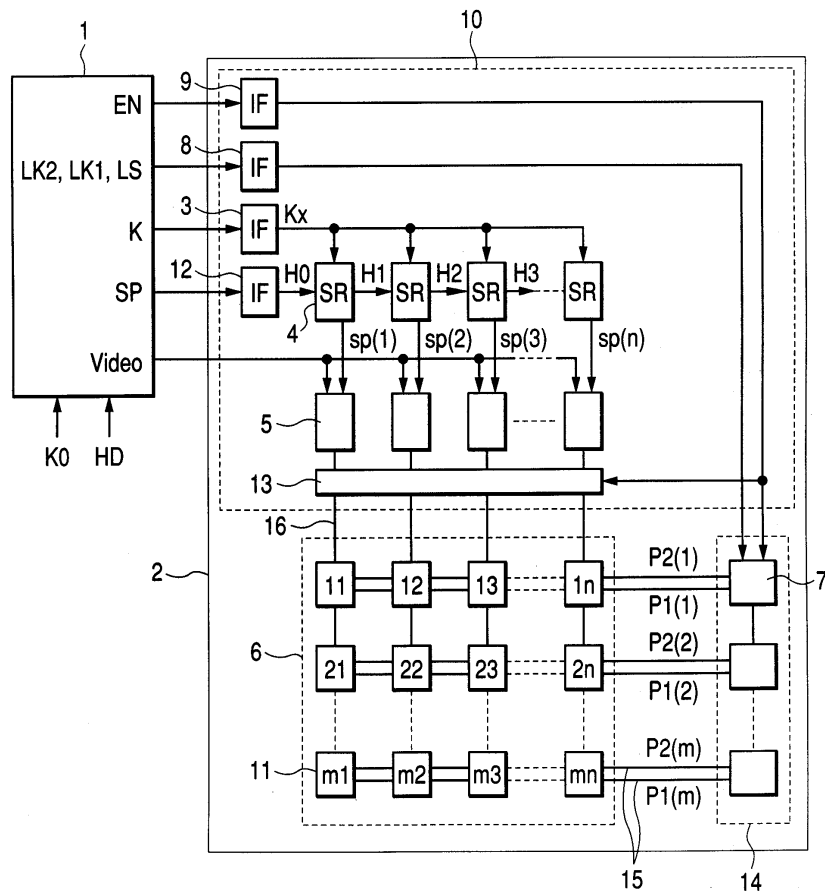 1
10
9
EN
IF
8
LK2, LK1, LS
IF
3
K
IF
Kx
12
SP
IF
H0
SR
H1
SR
H2
SR
H3
SR
4
sp(1)
sp(2)
sp(3)
sp(n)
Video
5
K0
HD
13
16
2
11
12
13
1n
P2(1)
P1(1)
7
6
21
22
23
2n
P2(2)
P1(2)
11
m1
m2
m3
mn
P2(m)
P1(m)
15
14